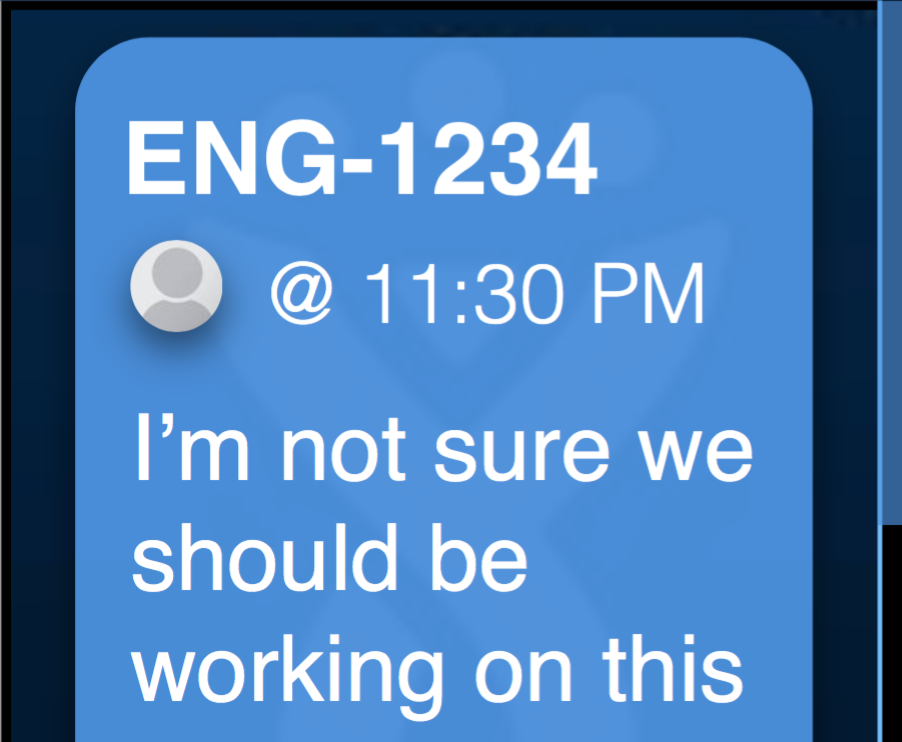 ENG-1234
@ 11:30 PM
I’m not sure we
should be
working on this